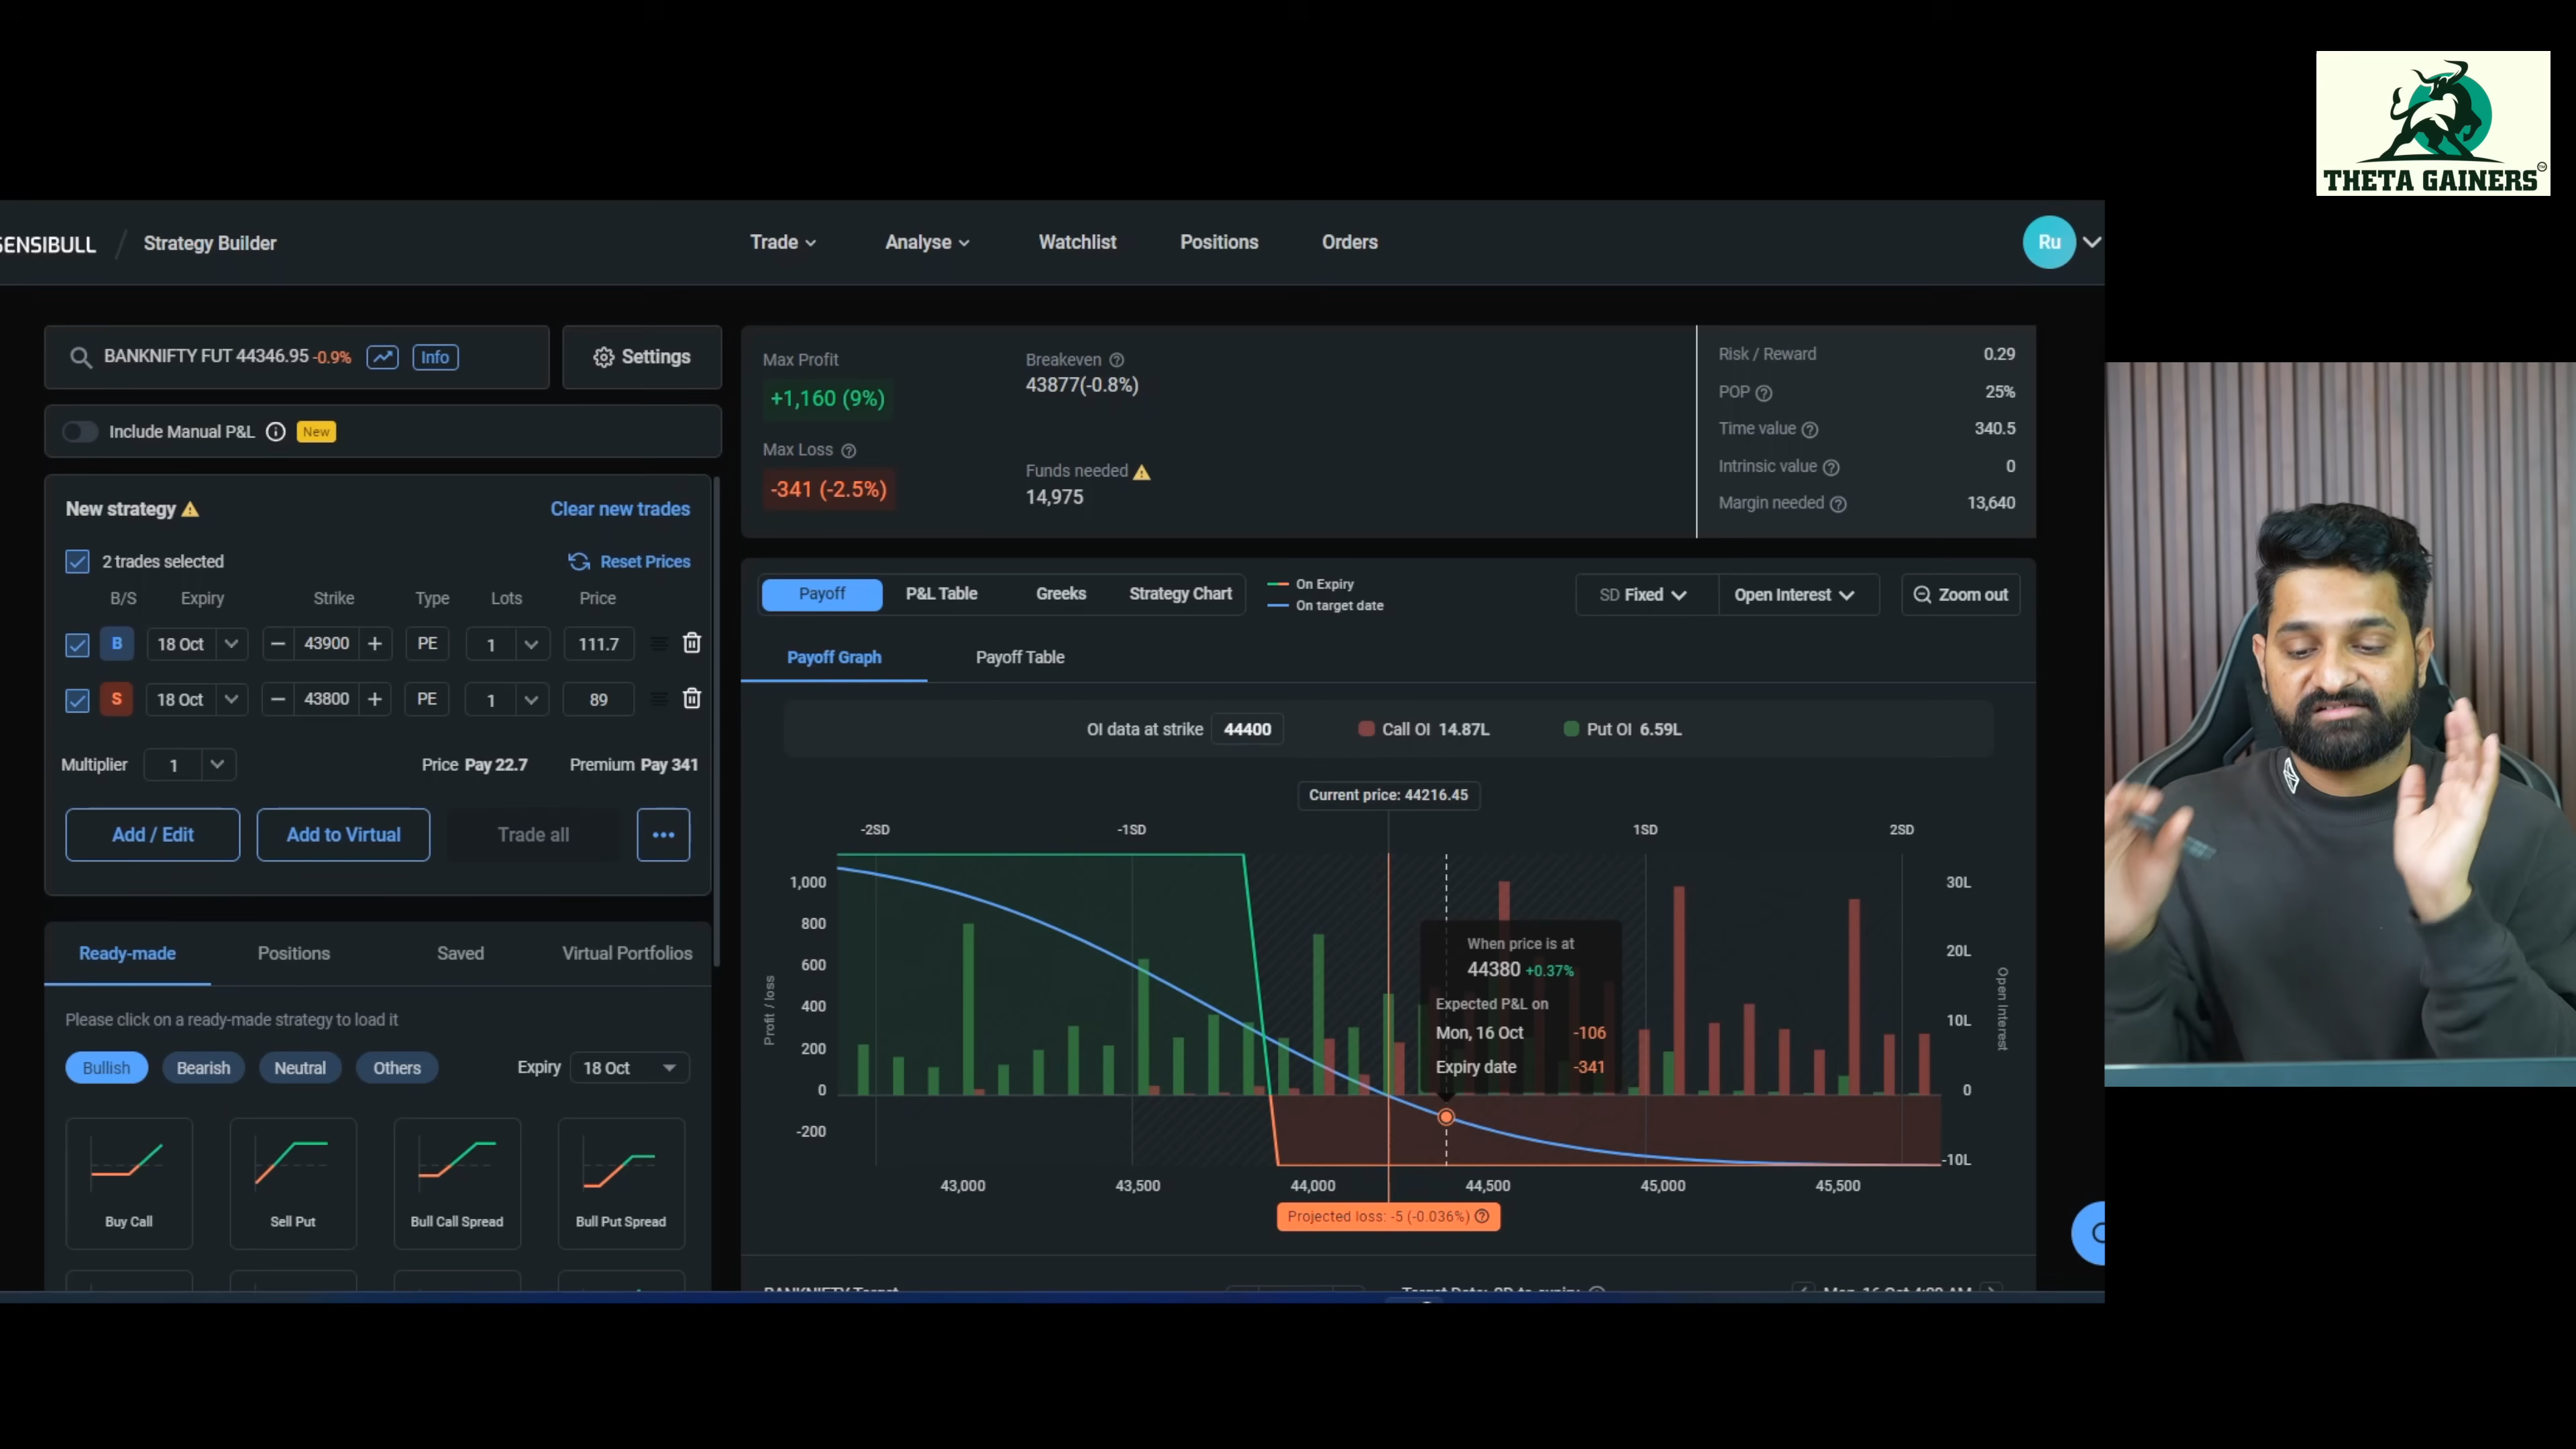 THETA GAINERS
SENSIBULL / Strategy Builder
Trade Analyse Watchlist Positions Orders
Ru
BANKNIFTY FUT 44346.95 -0.9% Info
Settings
Include Manual P&L New
New strategy Clear new trades
2 trades selected Reset Prices
B/S Expiry Strike Type Lots Price
B 18 Oct − 43900 + PE 1 111.7
S 18 Oct − 43800 + PE 1 89
Multiplier 1 Price Pay 22.7 Premium Pay 341
Add / Edit Add to Virtual Trade all ...
Ready-made Positions Saved Virtual Portfolios
Please click on a ready-made strategy to load it
Bullish Bearish Neutral Others Expiry 18 Oct
Buy Call Sell Put Bull Call Spread Bull Put Spread
Max Profit
+1,160 (9%)
Max Loss
-341 (-2.5%)
Breakeven
43877(-0.8%)
Funds needed
14,975
Risk / Reward 0.29
POP 25%
Time value 340.5
Intrinsic value 0
Margin needed 13,640
Payoff P&L Table Greeks Strategy Chart
On Expiry
On target date
SD Fixed Open Interest Zoom out
Payoff Graph Payoff Table
OI data at strike 44400 Call OI 14.87L Put OI 6.59L
Current price: 44216.45
-2SD -1SD 1SD 2SD
1,000
800
600
400
200
0
-200
Profit / loss
30L
20L
10L
0
-10L
Open Interest
When price is at
44380 +0.37%
Expected P&L on
Mon, 16 Oct -106
Expiry date -341
43,000 43,500 44,000 44,500 45,000 45,500
Projected loss: -5 (-0.036%)